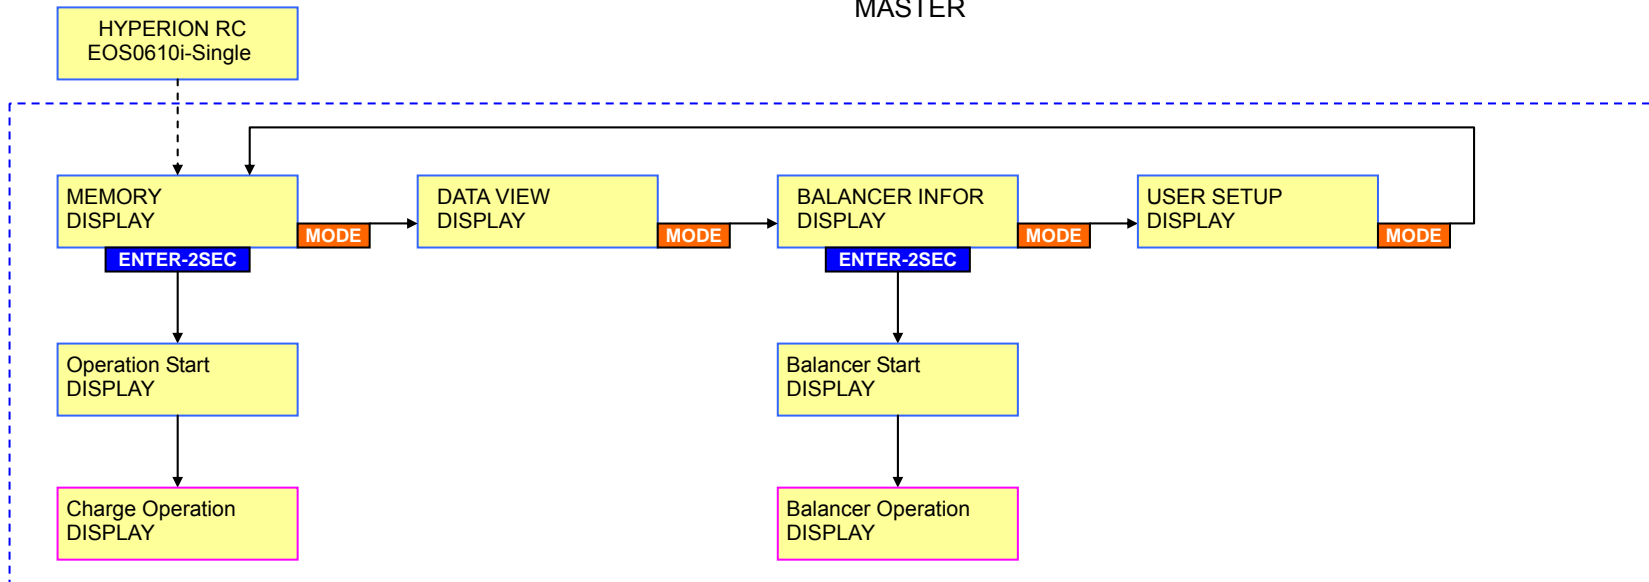 MASTER
HYPERION RC
EOS0610i-Single
MEMORY
DISPLAY
MODE
ENTER-2SEC
DATA VIEW
DISPLAY
MODE
BALANCER INFOR
DISPLAY
MODE
ENTER-2SEC
USER SETUP
DISPLAY
MODE
Operation Start
DISPLAY
Balancer Start
DISPLAY
Charge Operation
DISPLAY
Balancer Operation
DISPLAY